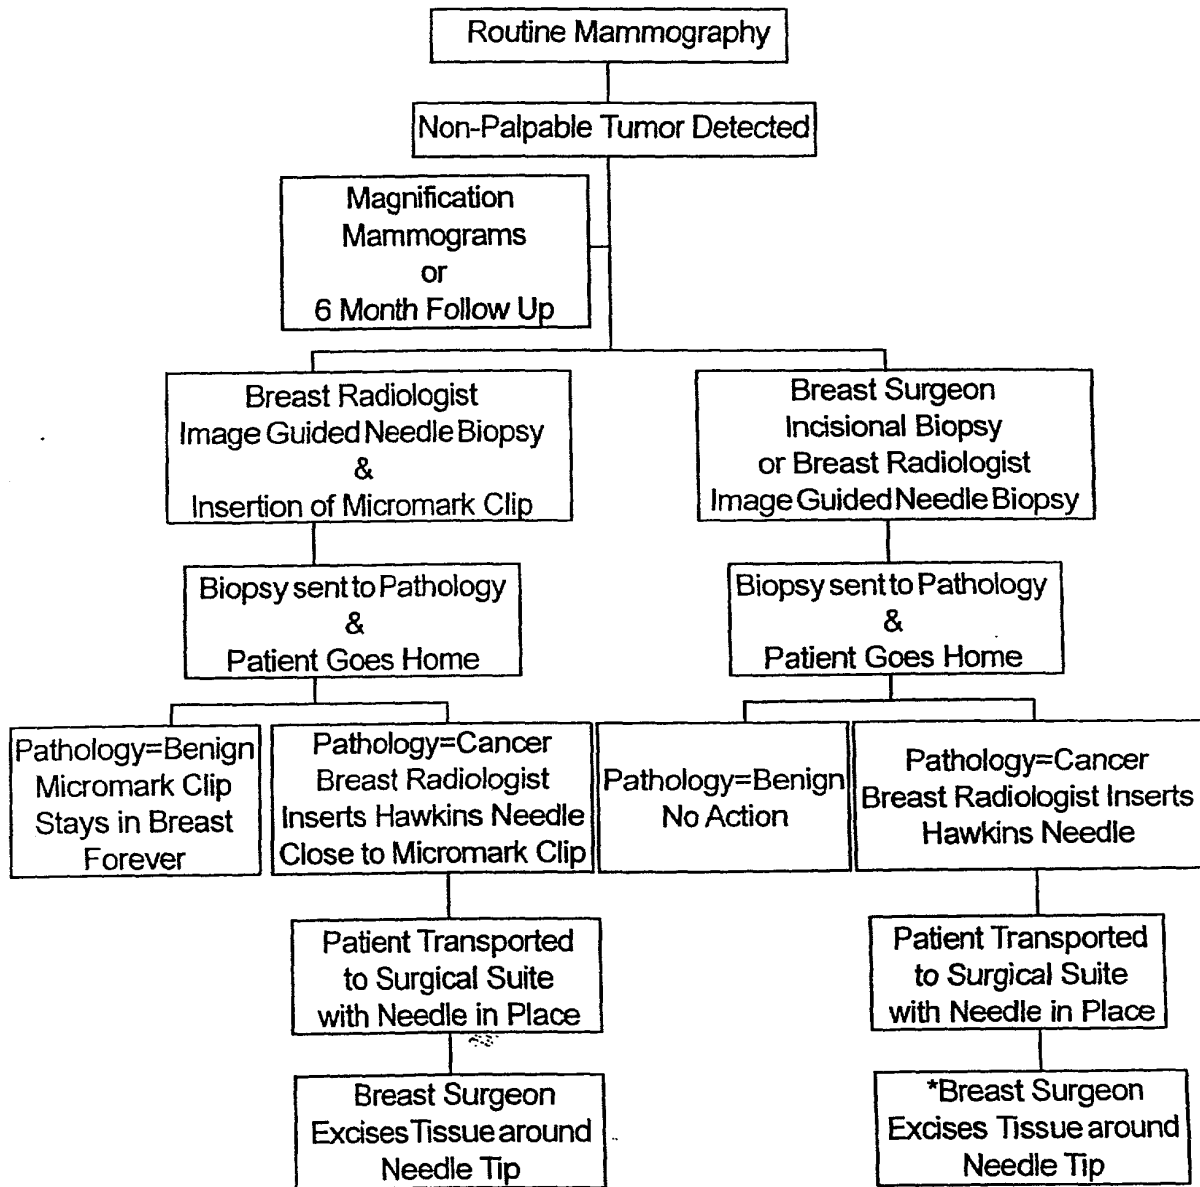 Routine Mammography
Non-Palpable Tumor Detected
Magnification
Mammograms
or
6 Month Follow Up
Breast Radiologist
Image Guided Needle Biopsy
&
Insertion of Micromark Clip
Breast Surgeon
Incisional Biopsy
or Breast Radiologist
Image Guided Needle Biopsy
Biopsy sent to Pathology
&
Patient Goes Home
Biopsy sent to Pathology
&
Patient Goes Home
Pathology=Benign
Micromark Clip
Stays in Breast
Forever
Pathology=Cancer
Breast Radiologist
Inserts Hawkins Needle
Close to Micromark Clip
Pathology=Benign
No Action
Pathology=Cancer
Breast Radiologist Inserts
Hawkins Needle
Patient Transported
to Surgical Suite
with Needle in Place
Patient Transported
to Surgical Suite
with Needle in Place
Breast Surgeon
Excises Tissue around
Needle Tip
*Breast Surgeon
Excises Tissue around
Needle Tip